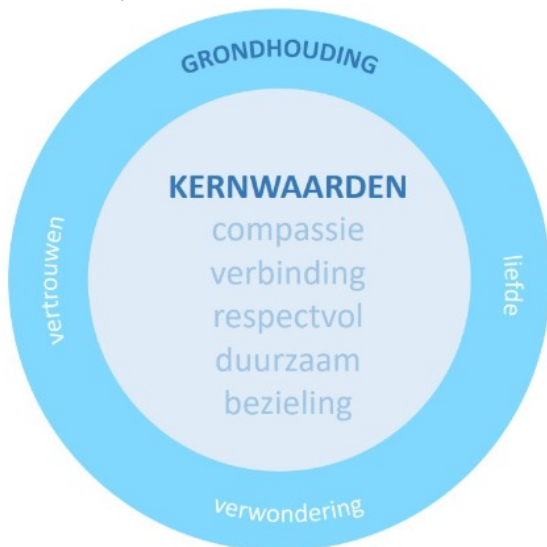 GRONDHOUDING
KERNWAARDEN
compassie
verbinding
respectvol
duurzaam
bezieling
vertrouwen
liefde
verwondering